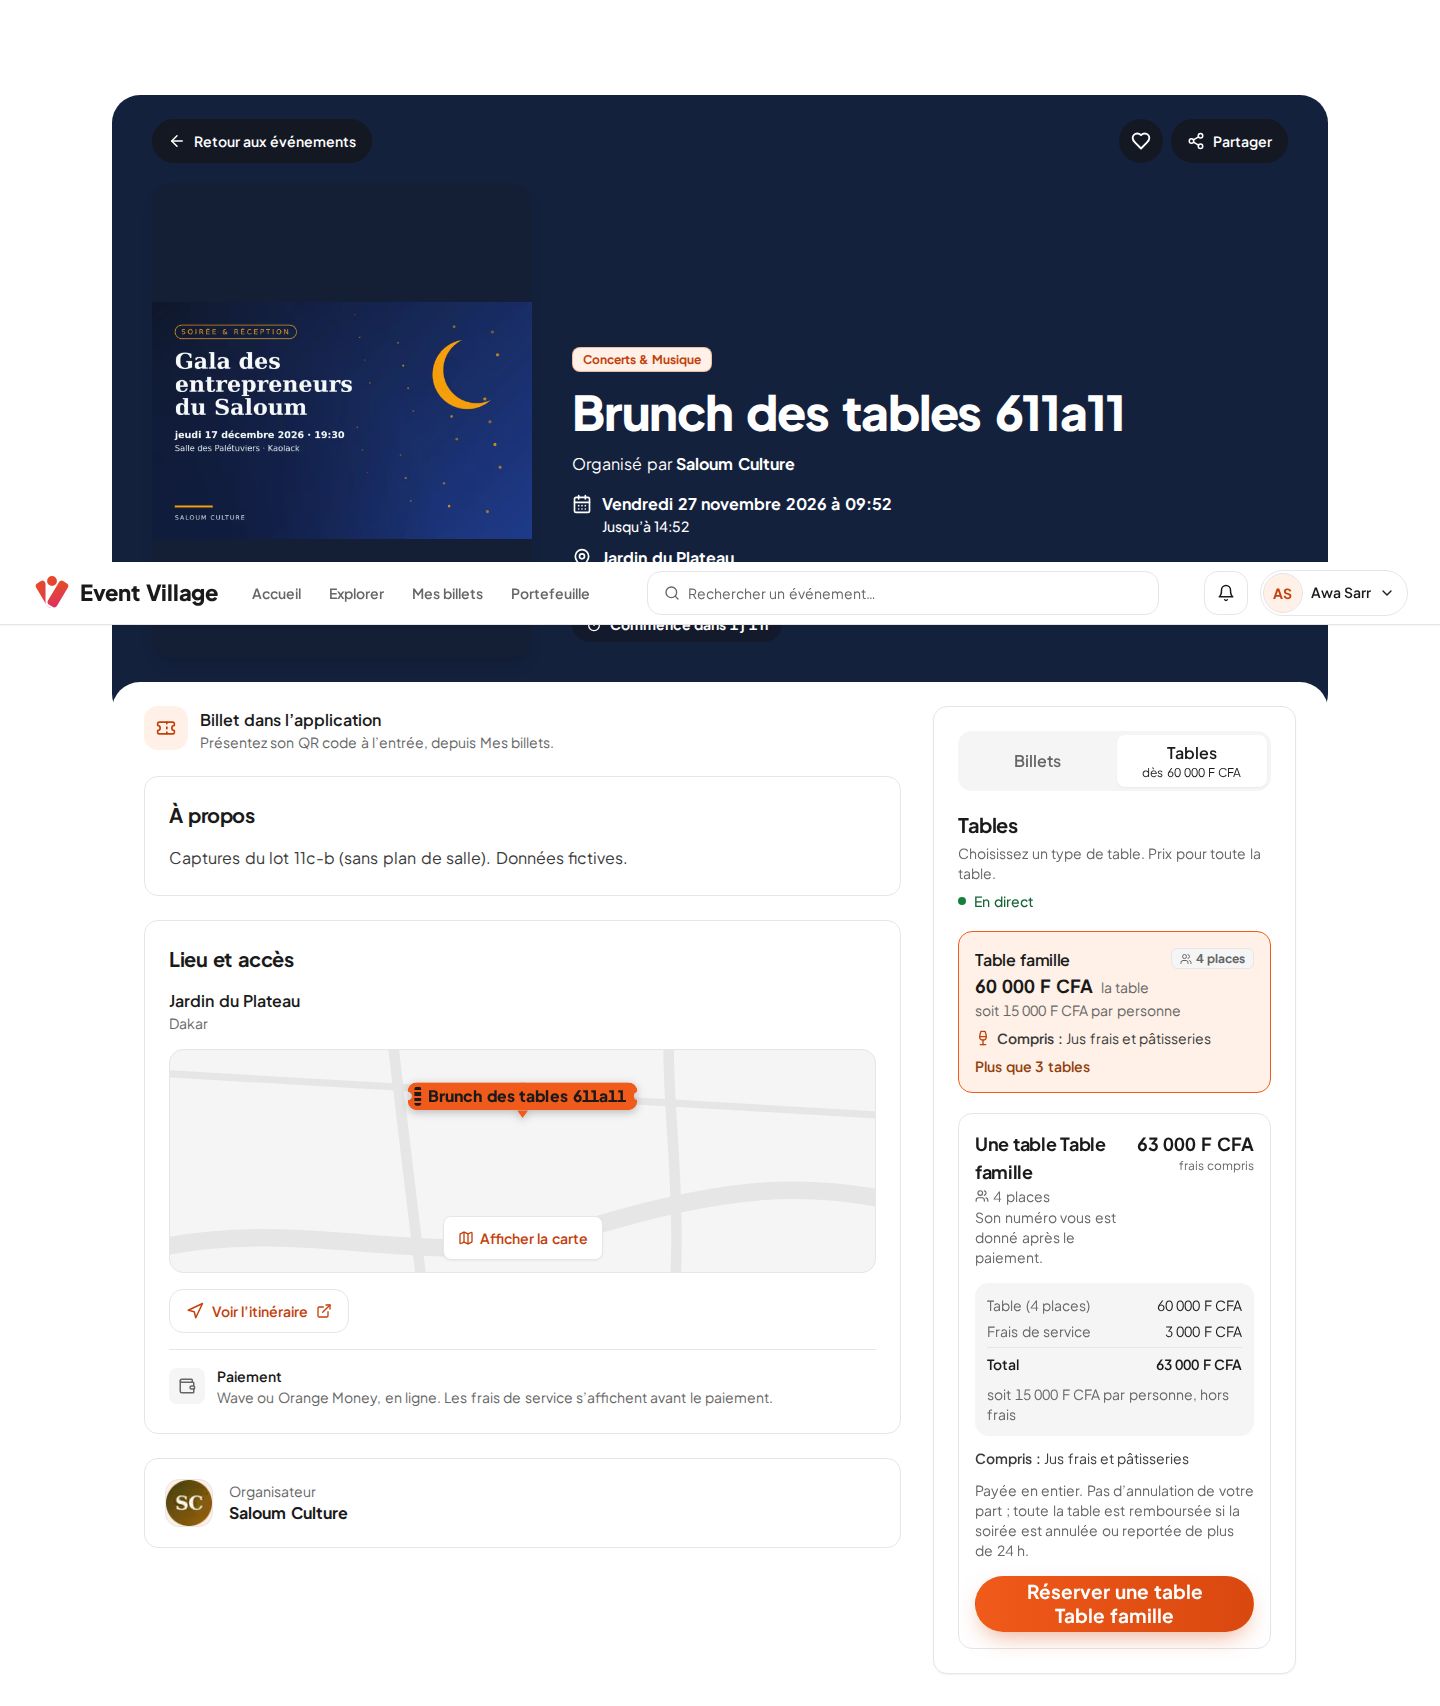 Retour aux événements
Partager
SOIRÉE & RÉCEPTION
Gala des
entrepreneurs
du Saloum
jeudi 17 décembre 2026 · 19:30
Salle des Palétuviers · Kaolack
SALOUM CULTURE
Concerts & Musique
Brunch des tables 611a11
Organisé par Saloum Culture
Vendredi 27 novembre 2026 à 09:52
Jusqu’à 14:52
Jardin du Plateau
Event Village
Accueil
Explorer
Mes billets
Portefeuille
Rechercher un événement…
AS
Awa Sarr
Commence dans 1 j 1 h
Billet dans l’application
Présentez son QR code à l’entrée, depuis Mes billets.
À propos
Captures du lot 11c-b (sans plan de salle). Données fictives.
Lieu et accès
Jardin du Plateau
Dakar
Brunch des tables 611a11
Afficher la carte
Voir l’itinéraire
Paiement
Wave ou Orange Money, en ligne. Les frais de service s’affichent avant le paiement.
SC
Organisateur
Saloum Culture
Billets
Tables
dès 60 000 F CFA
Tables
Choisissez un type de table. Prix pour toute la
table.
En direct
Table famille
4 places
60 000 F CFA la table
soit 15 000 F CFA par personne
Compris : Jus frais et pâtisseries
Plus que 3 tables
Une table Table
famille
63 000 F CFA
frais compris
4 places
Son numéro vous est
donné après le
paiement.
Table (4 places) 60 000 F CFA
Frais de service 3 000 F CFA
Total 63 000 F CFA
soit 15 000 F CFA par personne, hors
frais
Compris : Jus frais et pâtisseries
Payée en entier. Pas d’annulation de votre
part ; toute la table est remboursée si la
soirée est annulée ou reportée de plus
de 24 h.
Réserver une table
Table famille